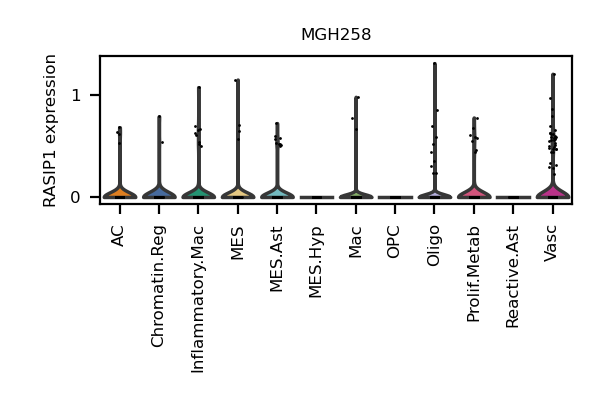 MGH258
RASIP1 expression
1
0
AC
Chromatin.Reg
Inflammatory.Mac
MES
MES.Ast
MES.Hyp
Mac
OPC
Oligo
Prolif.Metab
Reactive.Ast
Vasc